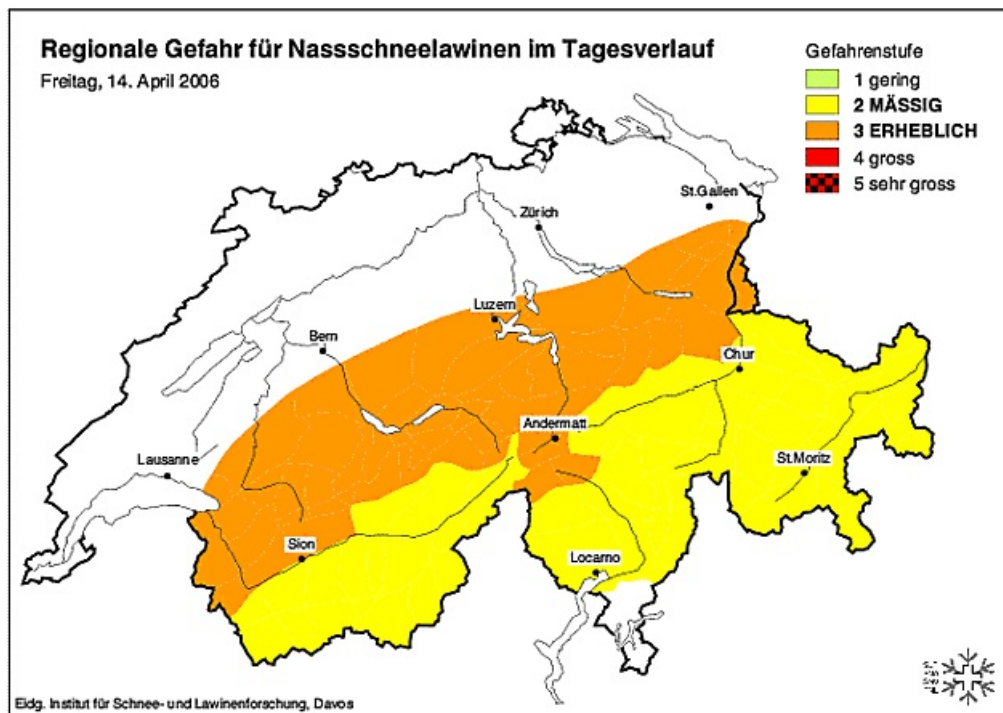 Regionale Gefahr für Nassschneelawinen im Tagesverlauf
Freitag, 14. April 2006
Gefahrenstufe
1 gering
2 MÄSSIG
3 ERHEBLICH
4 gross
5 sehr gross
St.Gallen
Zürich
Luzern
Bern
Chur
Andermatt
Lausanne
St.Moritz
Sion
Locarno
Eidg. Institut für Schnee- und Lawinenforschung, Davos